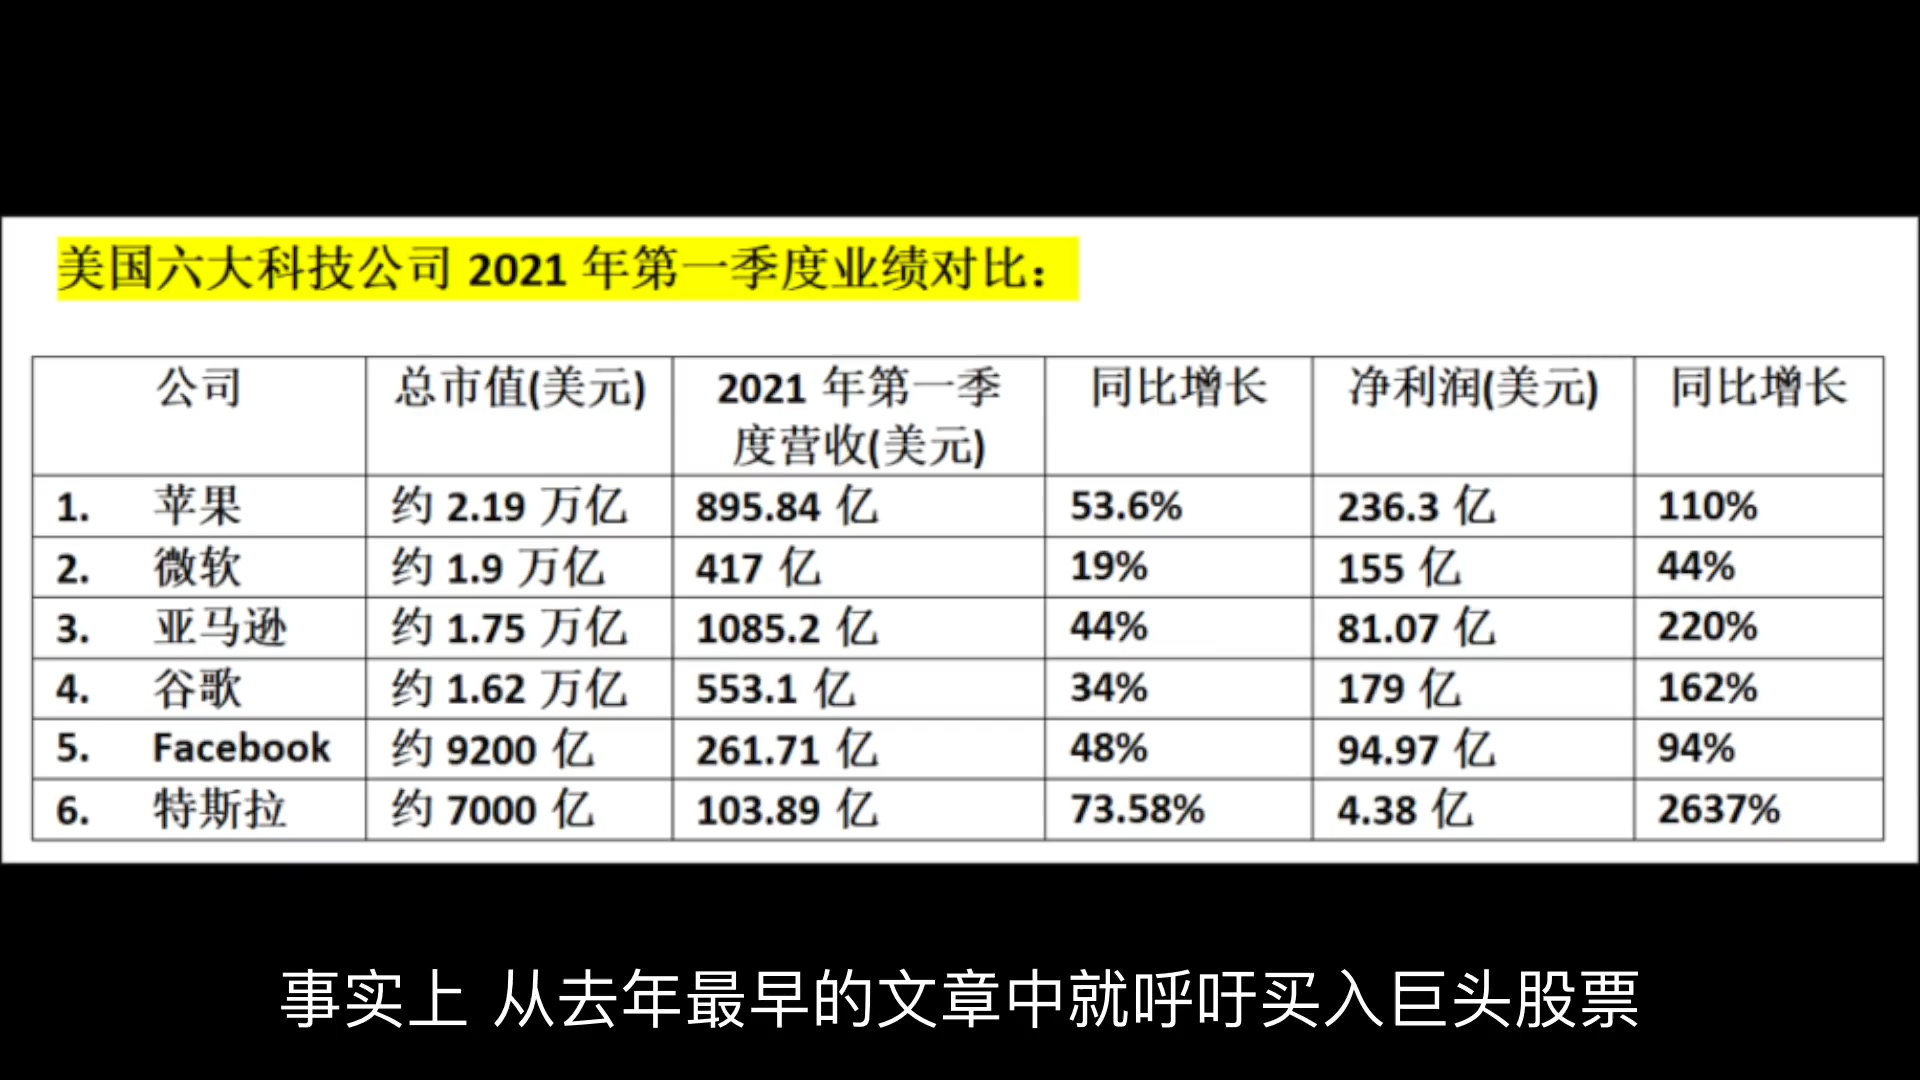 美国六大科技公司 2021 年第一季度业绩对比：
公司 总市值(美元) 2021 年第一季度营收(美元) 同比增长 净利润(美元) 同比增长
1. 苹果 约 2.19 万亿 895.84 亿 53.6% 236.3 亿 110%
2. 微软 约 1.9 万亿 417 亿 19% 155 亿 44%
3. 亚马逊 约 1.75 万亿 1085.2 亿 44% 81.07 亿 220%
4. 谷歌 约 1.62 万亿 553.1 亿 34% 179 亿 162%
5. Facebook 约 9200 亿 261.71 亿 48% 94.97 亿 94%
6. 特斯拉 约 7000 亿 103.89 亿 73.58% 4.38 亿 2637%
事实上 从去年最早的文章中就呼吁买入巨头股票